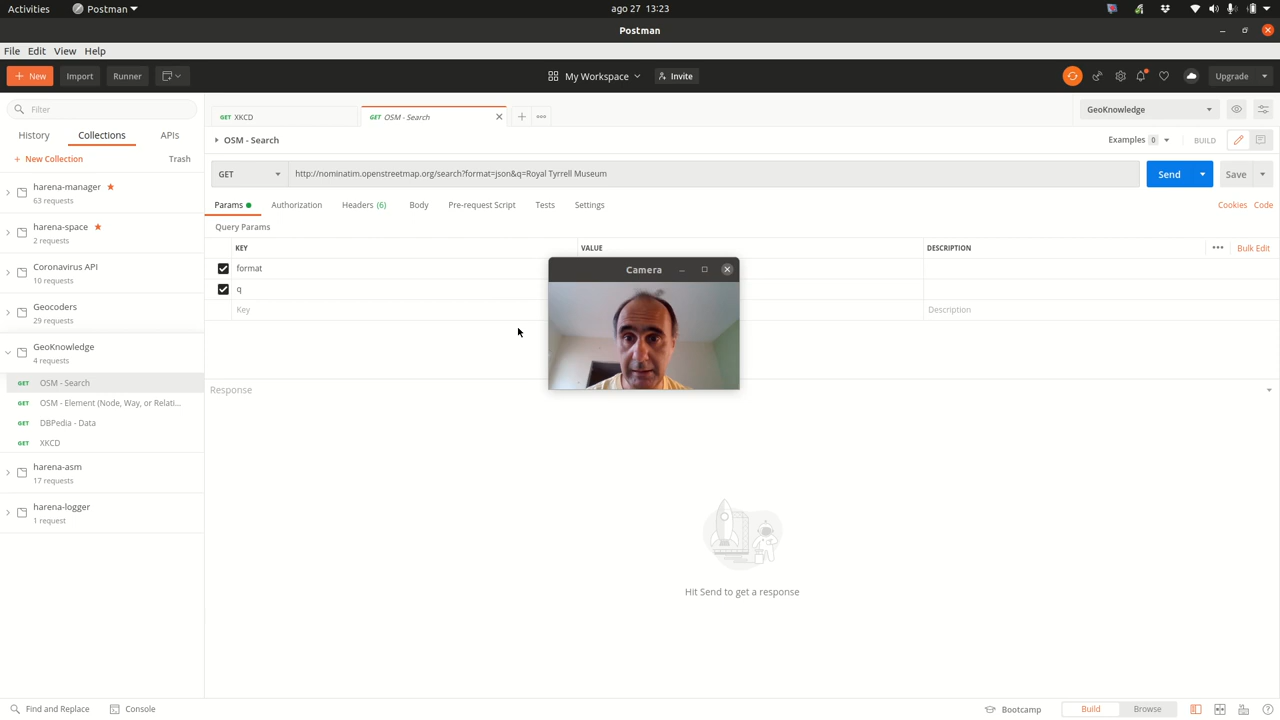 Activities
Postman
ago 27 13:23
Postman
File Edit View Help
New
Import
Runner
My Workspace
Invite
Upgrade
Filter
History
Collections
APIs
+ New Collection
Trash
harena-manager
63 requests
harena-space
2 requests
Coronavirus API
10 requests
Geocoders
29 requests
GeoKnowledge
4 requests
GET OSM - Search
GET OSM - Element (Node, Way, or Relati...
GET DBPedia - Data
GET XKCD
harena-asm
17 requests
harena-logger
1 request
GET XKCD
GET OSM - Search
GeoKnowledge
OSM - Search
Examples 0
BUILD
GET
http://nominatim.openstreetmap.org/search?format=json&q=Royal Tyrrell Museum
Send
Save
Params
Authorization
Headers (6)
Body
Pre-request Script
Tests
Settings
Cookies
Code
Query Params
KEY VALUE DESCRIPTION
Bulk Edit
format
q
Key
Description
Camera
Response
Hit Send to get a response
Find and Replace
Console
Bootcamp
Build
Browse